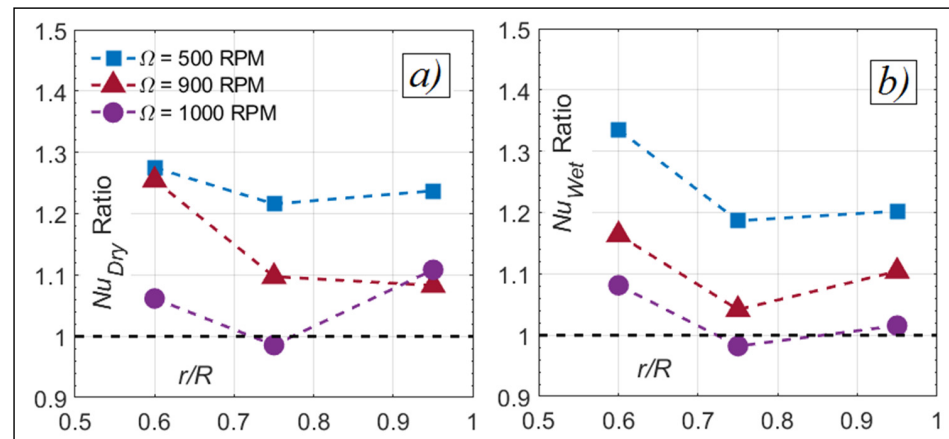 1.5
1.4
1.3
1.2
1.1
1
0.9
0.5 0.6 0.7 0.8 0.9 1
Nu_Dry Ratio
r/R
Ω = 500 RPM
Ω = 900 RPM
Ω = 1000 RPM
a)
1.5
1.4
1.3
1.2
1.1
1
0.9
0.5 0.6 0.7 0.8 0.9 1
Nu_Wet Ratio
r/R
b)